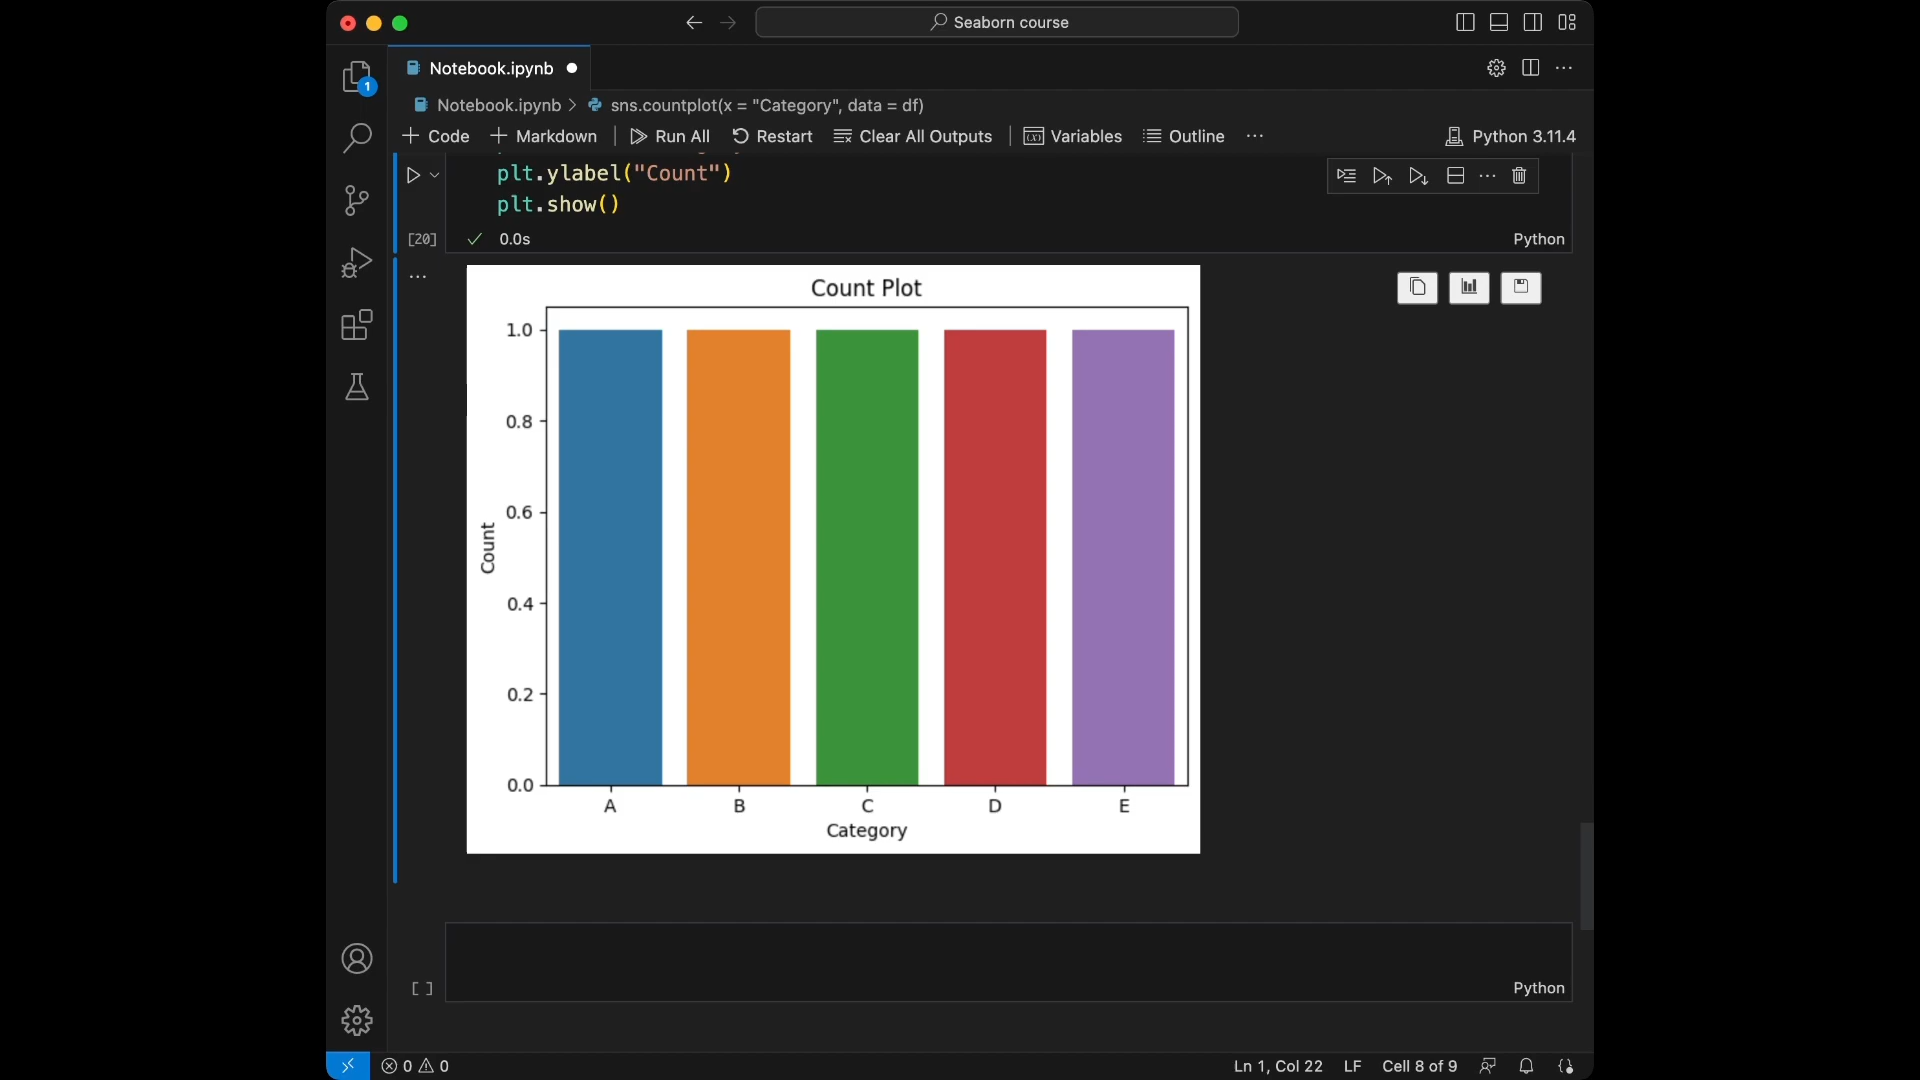 Seaborn course
Notebook.ipynb
1
Notebook.ipynb > sns.countplot(x = "Category", data = df)
+ Code + Markdown Run All Restart Clear All Outputs Variables Outline ... Python 3.11.4
plt.ylabel("Count")
plt.show()
[20] 0.0s Python
Count Plot
1.0
0.8
0.6
0.4
0.2
0.0
Count
A B C D E
Category
[ ] Python
0 0 Ln 1, Col 22 LF Cell 8 of 9